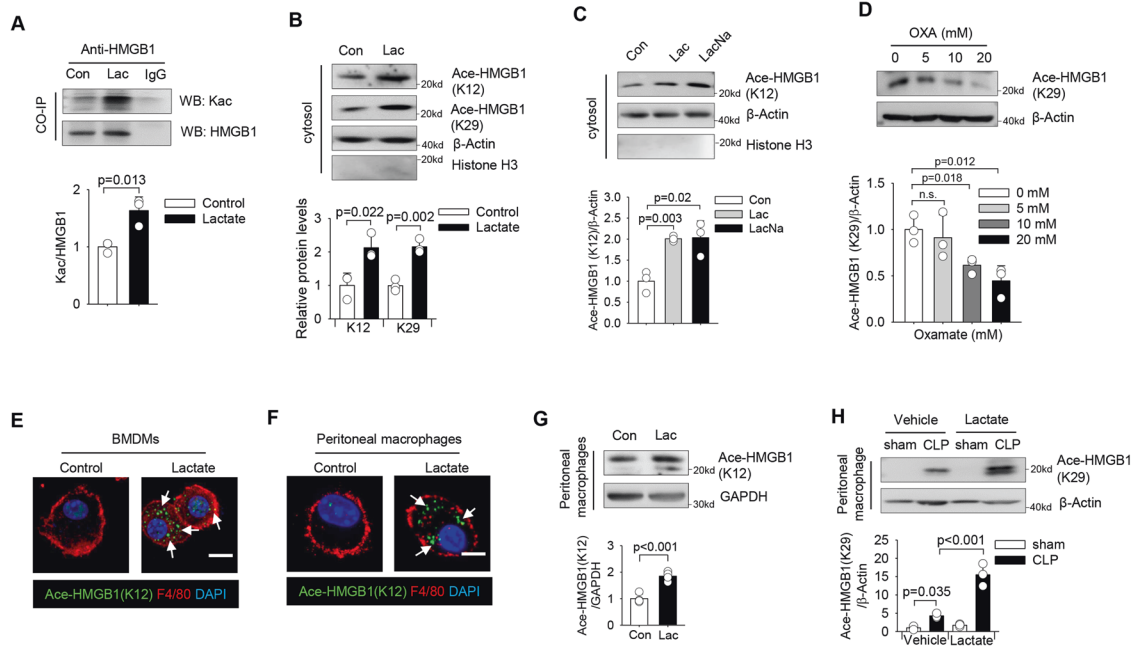 A
Anti-HMGB1
Con Lac IgG
CO-IP
WB: Kac
WB: HMGB1
p=0.013
Control
Lactate
Kac/HMGB1
2
1
0
B
Con Lac
cytosol
Ace-HMGB1
(K12)
20kd
Ace-HMGB1
(K29)
20kd
β-Actin
40kd
20kd
Histone H3
Relative protein levels
p=0.022 p=0.002
Control
Lactate
3
2
1
0
K12 K29
C
Con Lac LacNa
cytosol
Ace-HMGB1
(K12)
20kd
β-Actin
40kd
Histone H3
Ace-HMGB1 (K12)/β-Actin
p=0.02
p=0.003
Con
Lac
LacNa
3.0
2.5
2.0
1.5
1.0
0.5
0.0
D
OXA (mM)
0 5 10 20
Ace-HMGB1
(K29)
20kd
β-Actin
40kd
Ace-HMGB1 (K29)/β-Actin
p=0.012
p=0.018
n.s.
0 mM
5 mM
10 mM
20 mM
1.5
1.0
0.5
0.0
Oxamate (mM)
E
BMDMs
Control Lactate
Ace-HMGB1(K12) F4/80 DAPI
F
Peritoneal macrophages
Control Lactate
Ace-HMGB1(K12) F4/80 DAPI
G
Con Lac
Peritoneal
macrophages
Ace-HMGB1
(K12)
20kd
GAPDH
30kd
Ace-HMGB1(K12)
/GAPDH
p<0.001
3
2
1
0
Con Lac
H
Vehicle Lactate
sham CLP sham CLP
Peritoneal
macrophage
Ace-HMGB1
(K29)
20kd
β-Actin
40kd
Ace-HMGB1(K29)
/β-Actin
p<0.001
p=0.035
sham
CLP
25
20
15
10
5
0
Vehicle Lactate